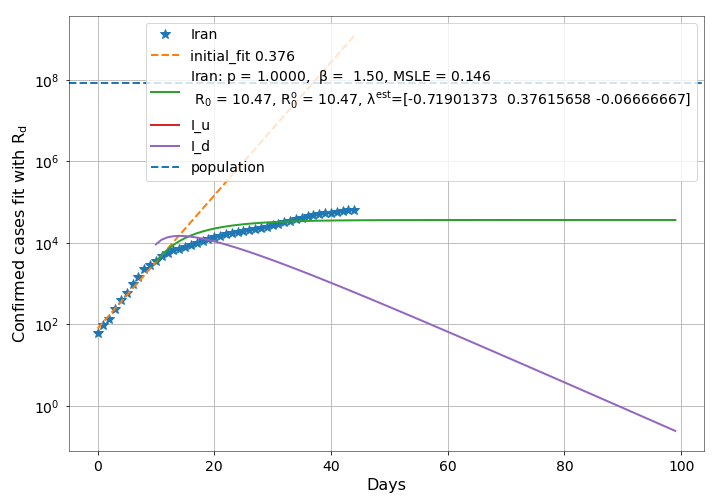 Iran
initial_fit 0.376
Iran: p = 1.0000,  β =  1.50, MSLE = 0.146
R₀ = 10.47, R₀ᵒ = 10.47, λᵉˢᵗ=[-0.71901373  0.37615658 -0.06666667]
I_u
I_d
population
Confirmed cases fit with R_d
10⁸
10⁶
10⁴
10²
10⁰
0 20 40 60 80 100
Days